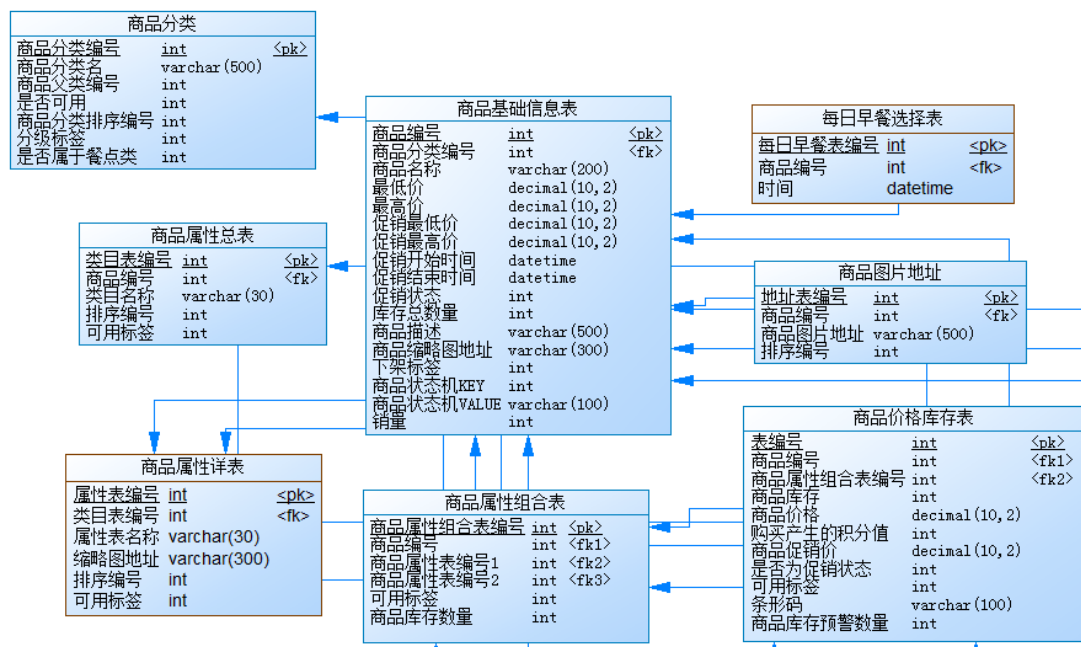 商品分类
商品分类编号 int <pk>
商品分类名 varchar(500)
商品父类编号 int
是否可用 int
商品分类排序编号 int
分级标签 int
是否属于餐点类 int
商品基础信息表
商品编号 int <pk>
商品分类编号 int <fk>
商品名称 varchar(200)
最低价 decimal(10,2)
最高价 decimal(10,2)
促销最低价 decimal(10,2)
促销最高价 decimal(10,2)
促销开始时间 datetime
促销结束时间 datetime
促销状态 int
库存总数量 int
商品描述 varchar(500)
商品缩略图地址 varchar(300)
下架标签 int
商品状态机KEY int
商品状态机VALUE varchar(100)
销量 int
每日早餐选择表
每日早餐表编号 int <pk>
商品编号 int <fk>
时间 datetime
商品属性总表
类目表编号 int <pk>
商品编号 int <fk>
类目名称 varchar(30)
排序编号 int
可用标签 int
商品图片地址
地址表编号 int <pk>
商品编号 int <fk>
商品图片地址 varchar(500)
排序编号 int
商品属性详表
属性表编号 int <pk>
类目表编号 int <fk>
属性表名称 varchar(30)
缩略图地址 varchar(300)
排序编号 int
可用标签 int
商品属性组合表
商品属性组合表编号 int <pk>
商品编号 int <fk1>
商品属性表编号1 int <fk2>
商品属性表编号2 int <fk3>
可用标签 int
商品库存数量 int
商品价格库存表
表编号 int <pk>
商品编号 int <fk1>
商品属性组合表编号 int <fk2>
商品库存 int
商品价格 decimal(10,2)
购买产生的积分值 int
商品促销价 decimal(10,2)
是否为促销状态 int
可用标签 int
条形码 varchar(100)
商品库存预警数量 int